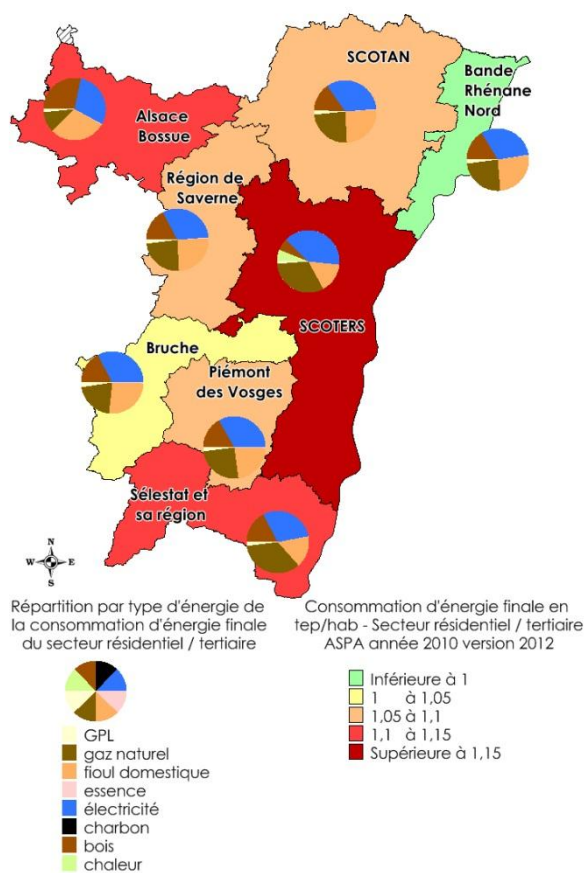 SCOTAN
Bande
Rhénane
Nord
Alsace
Bossue
Région de
Saverne
SCOTERS
Bruche
Piémont
des Vosges
Sélestat et
sa région
N
W E
S
Répartition par type d'énergie de
la consommation d'énergie finale
du secteur résidentiel / tertiaire
GPL
gaz naturel
fioul domestique
essence
électricité
charbon
bois
chaleur
Consommation d'énergie finale en
tep/hab - Secteur résidentiel / tertiaire
ASPA année 2010 version 2012
Inférieure à 1
1 à 1,05
1,05 à 1,1
1,1 à 1,15
Supérieure à 1,15